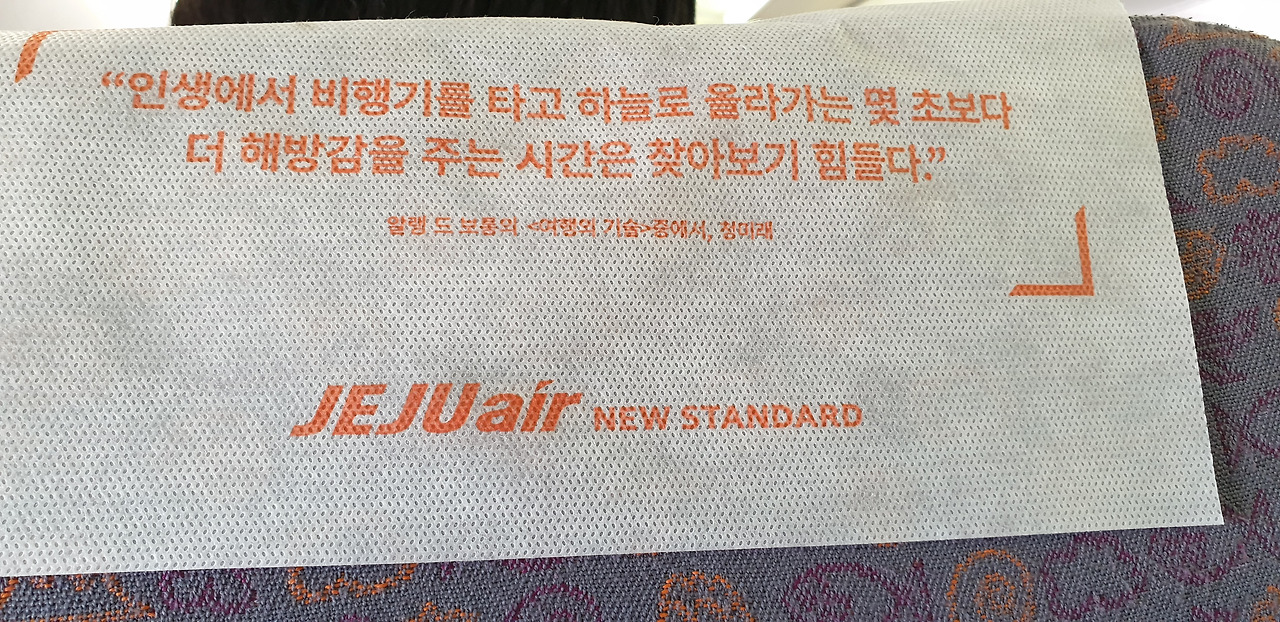 “인생에서 비행기를 타고 하늘로 올라가는 몇 초보다
더 해방감을 주는 시간은 찾아보기 힘들다.”
알랭 드 보통의 <여행의 기술>중에서, 청미래
JEJUair NEW STANDARD